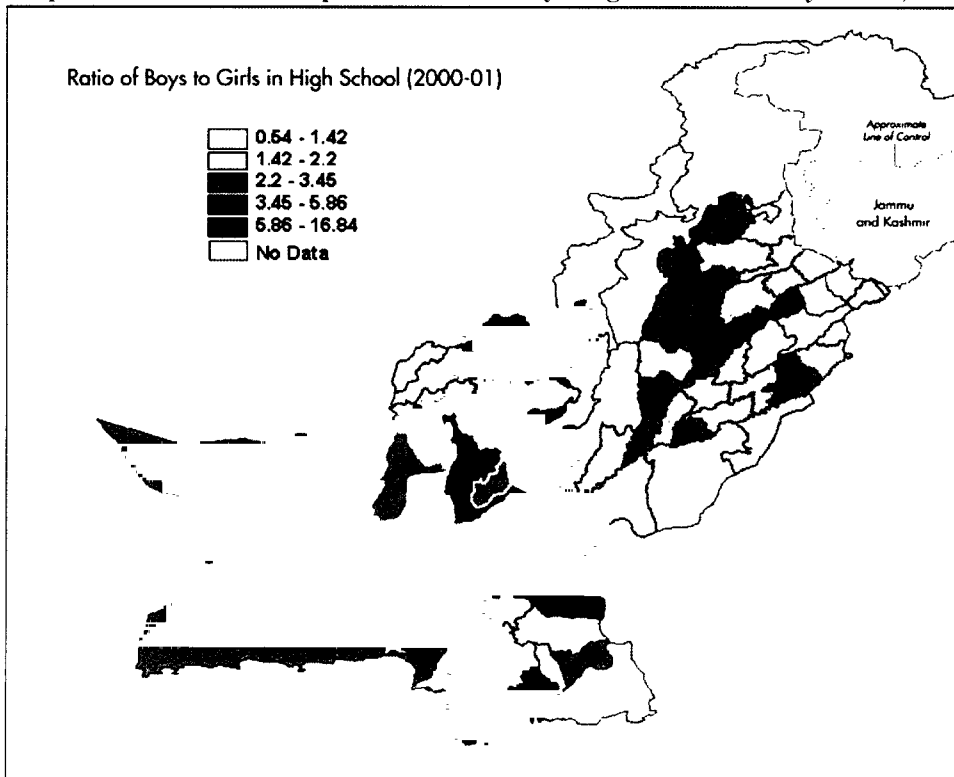 Ratio of Boys to Girls in High School (2000-01)
0.54 - 1.42
1.42 - 2.2
2.2 - 3.45
3.45 - 5.86
5.86 - 16.84
No Data
Approximate
Line of Control
Jammu
and Kashmir